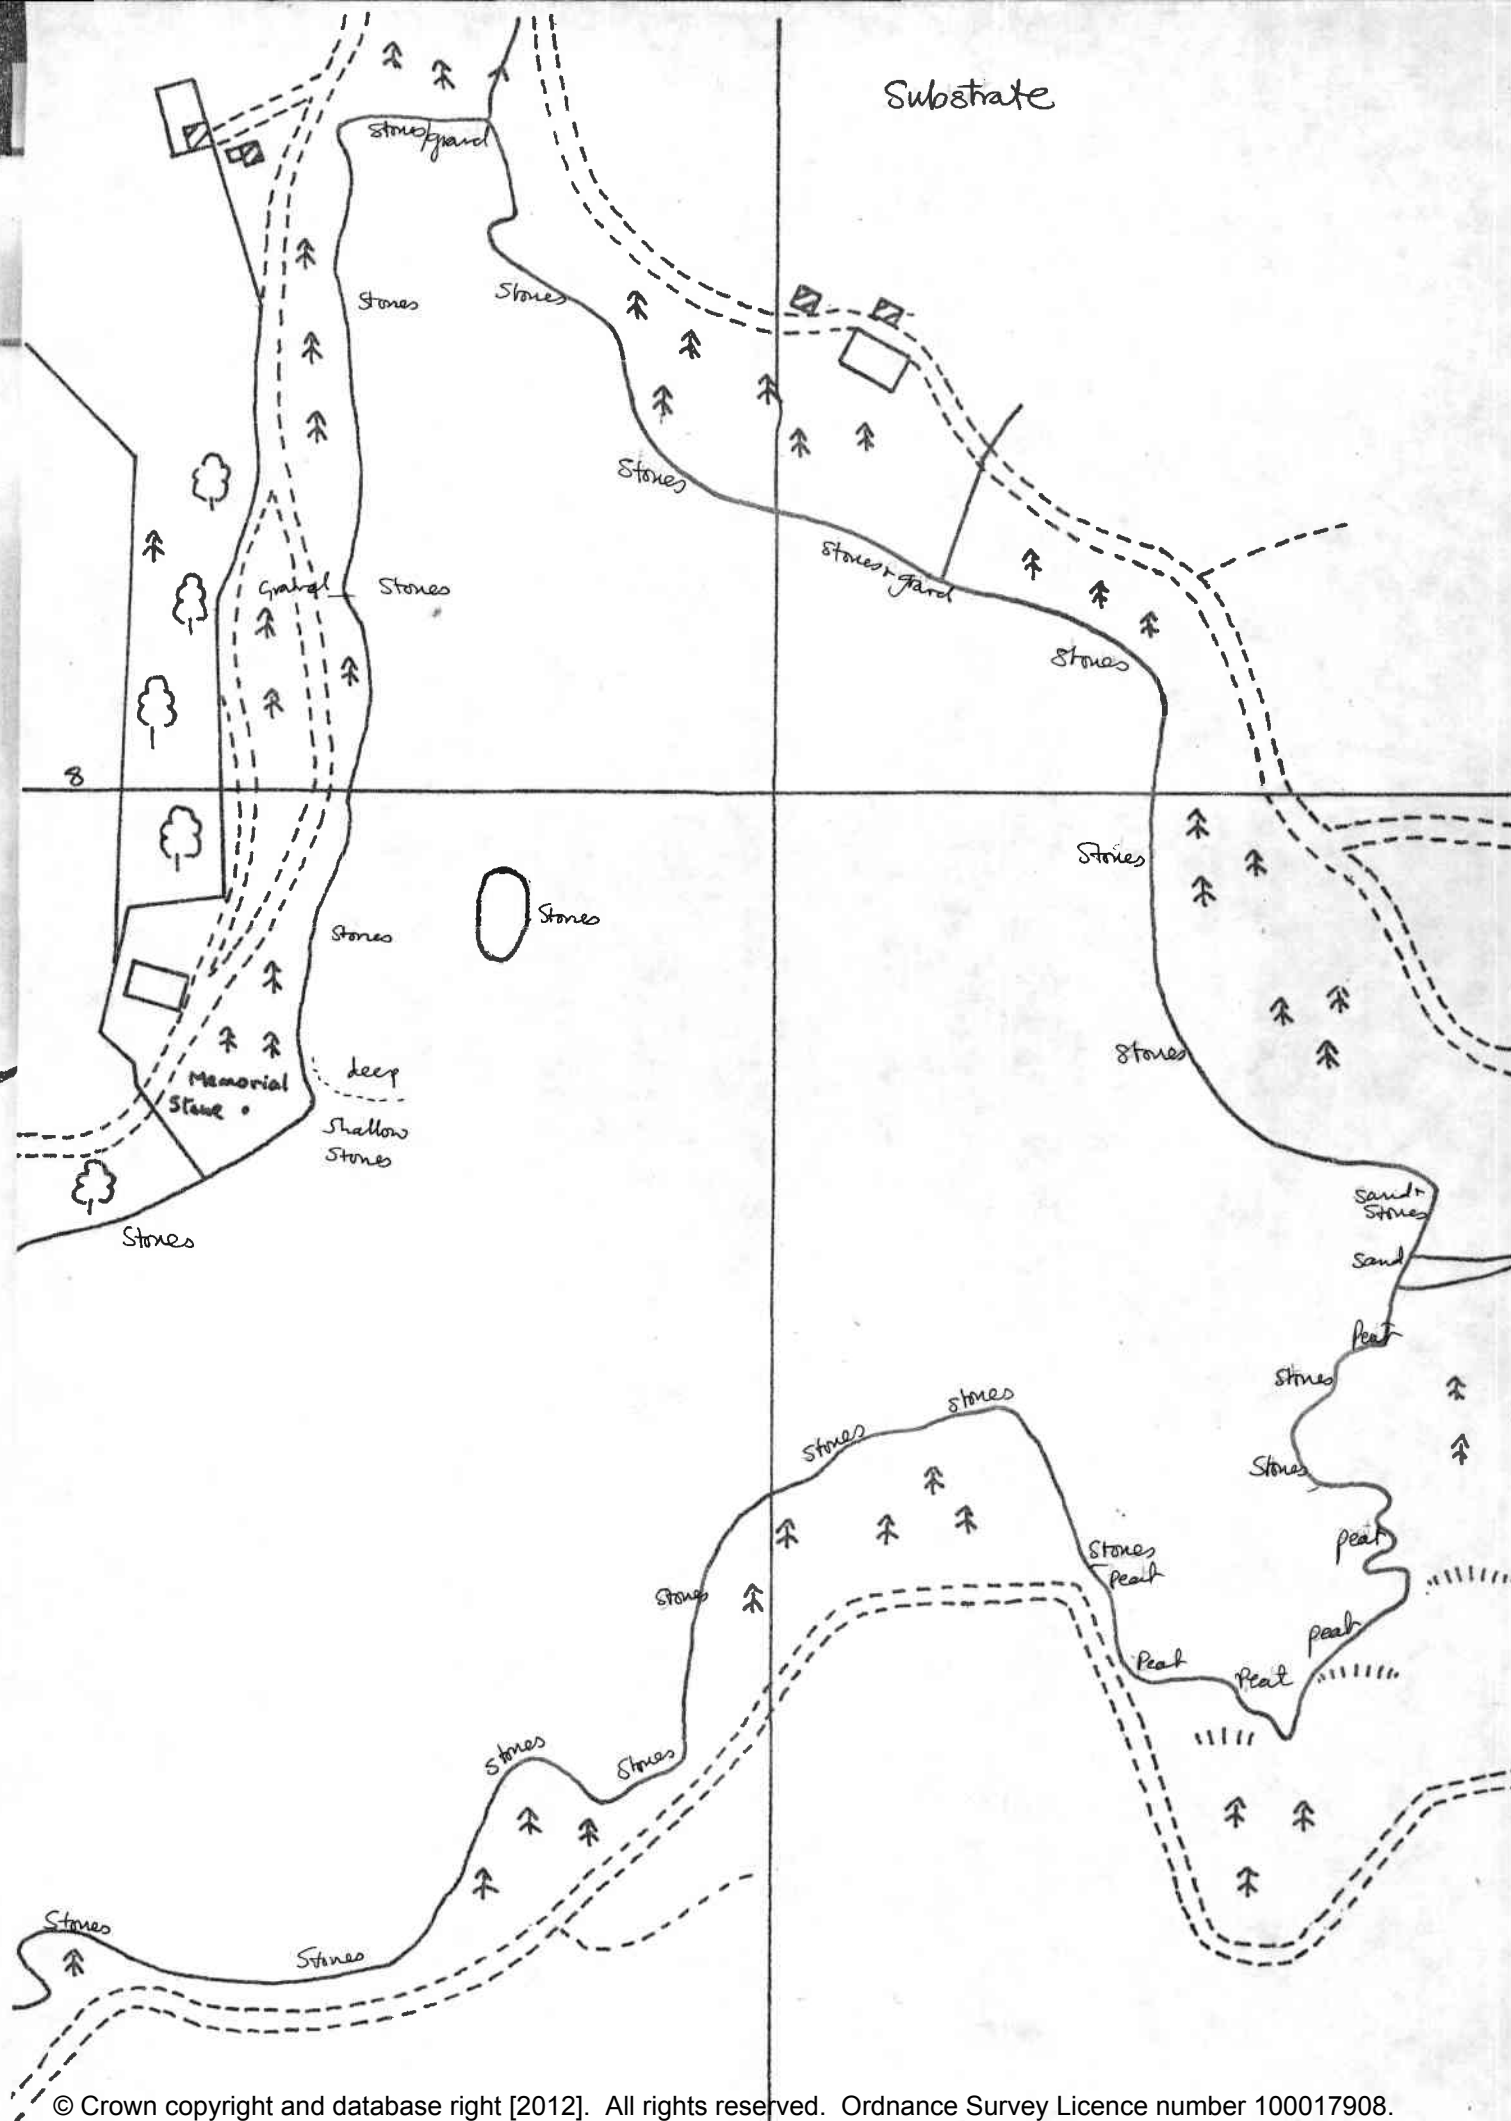 Substrate
Stones/gravel
Stones
Stones
Stones
Stones + gravel
Gravel
Stones
Stones
8
Stones
Stones
Stones
Stones
deep
Memorial
Stone
Shallow
Stones
Stones
Sand +
Stones
Sand
Peat
Stones
Stones
Stones
Stones
peat
Stones
Peat
Stones
peat
Peat
Peat
Stones
Stones
Stones
Stones
© Crown copyright and database right [2012]. All rights reserved. Ordnance Survey Licence number 100017908.